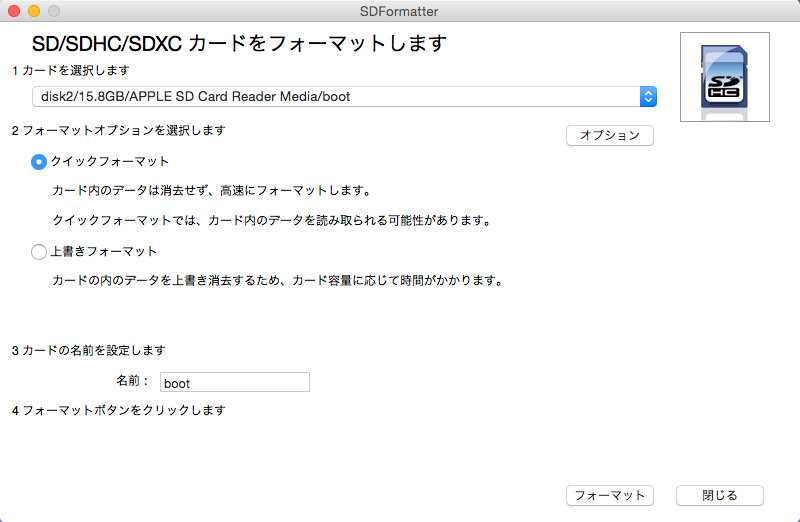 SDFormatter
SD/SDHC/SDXC カードをフォーマットします
1 カードを選択します
disk2/15.8GB/APPLE SD Card Reader Media/boot
2 フォーマットオプションを選択します
オプション
クイックフォーマット
カード内のデータは消去せず、高速にフォーマットします。
クイックフォーマットでは、カード内のデータを読み取られる可能性があります。
上書きフォーマット
カードの内のデータを上書き消去するため、カード容量に応じて時間がかかります。
3 カードの名前を設定します
名前： boot
4 フォーマットボタンをクリックします
フォーマット 閉じる
SD
HC